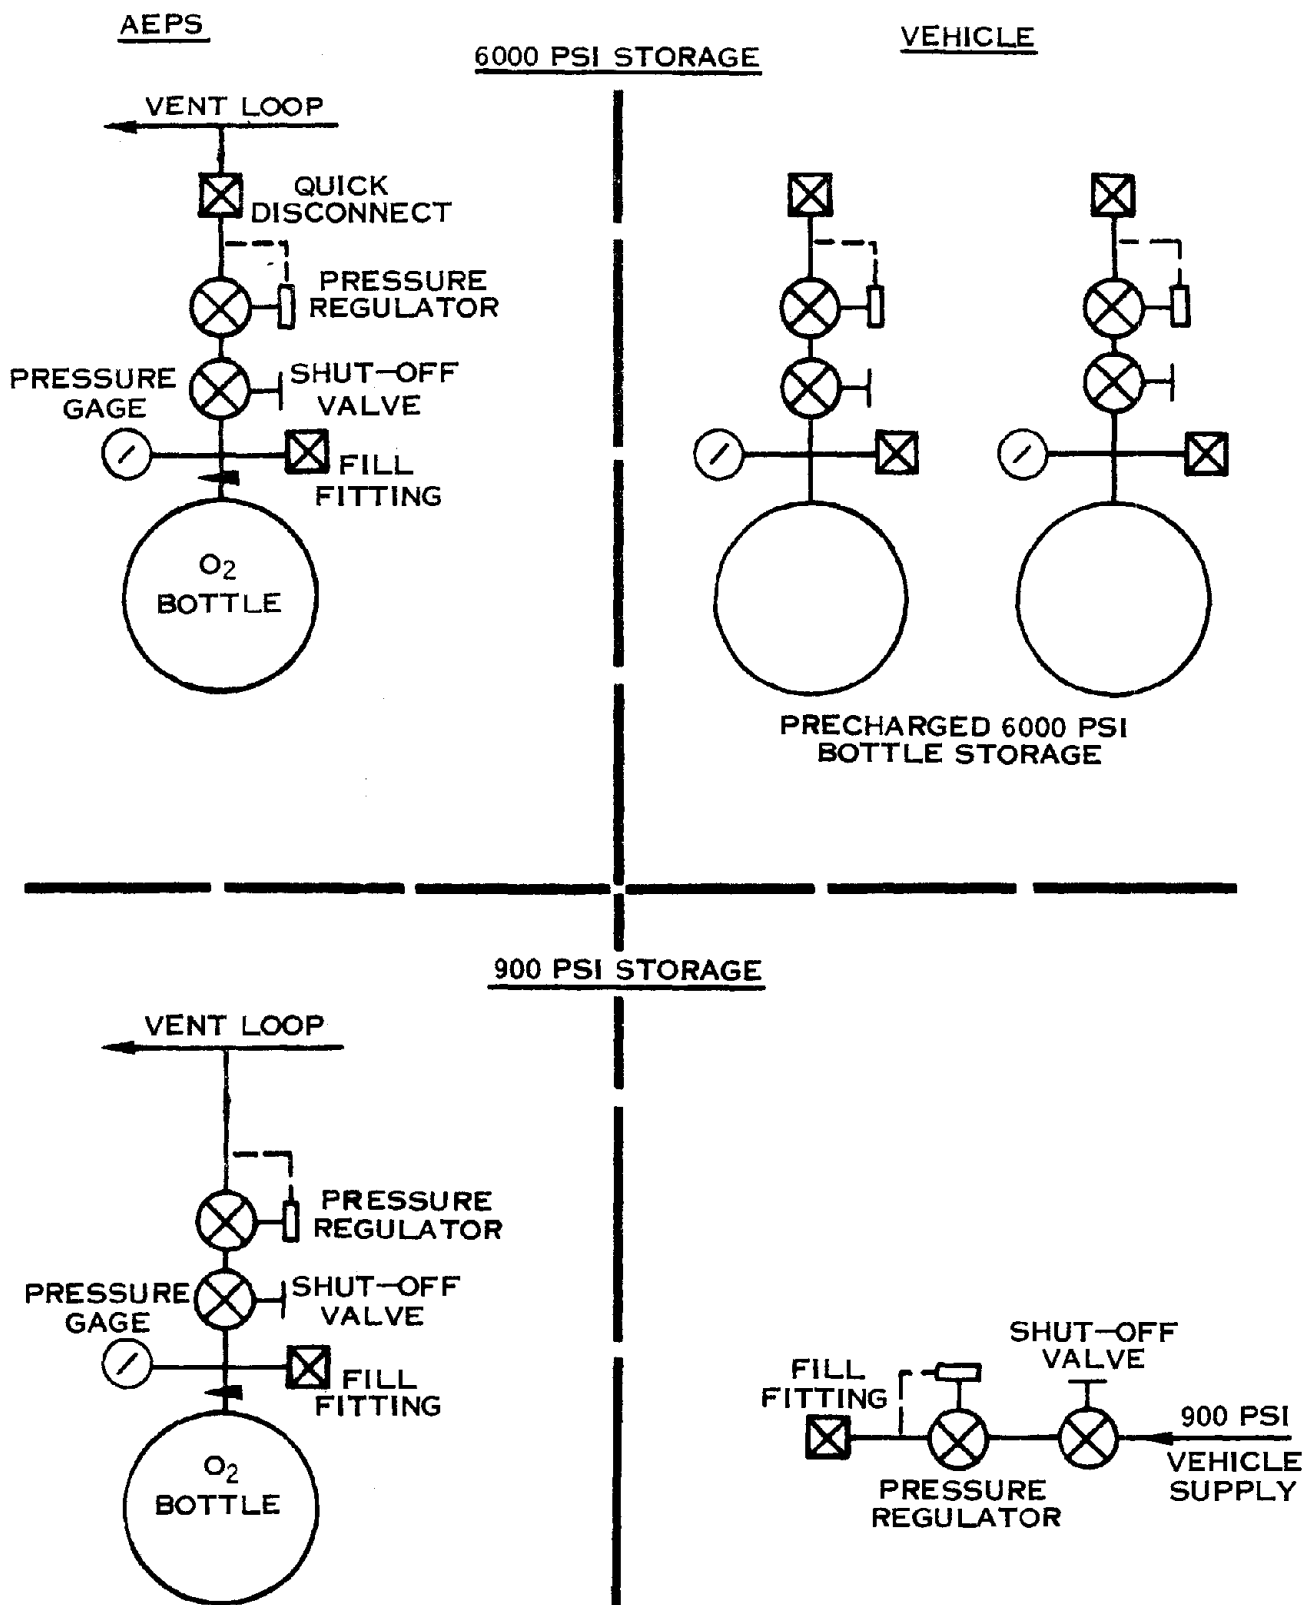 AEPS
6000 PSI STORAGE
VEHICLE
VENT LOOP
QUICK
DISCONNECT
PRESSURE
REGULATOR
PRESSURE
GAGE
SHUT-OFF
VALVE
FILL
FITTING
O2
BOTTLE
PRECHARGED 6000 PSI
BOTTLE STORAGE
900 PSI STORAGE
VENT LOOP
PRESSURE
REGULATOR
PRESSURE
GAGE
SHUT-OFF
VALVE
FILL
FITTING
O2
BOTTLE
FILL
FITTING
SHUT-OFF
VALVE
PRESSURE
REGULATOR
900 PSI
VEHICLE
SUPPLY